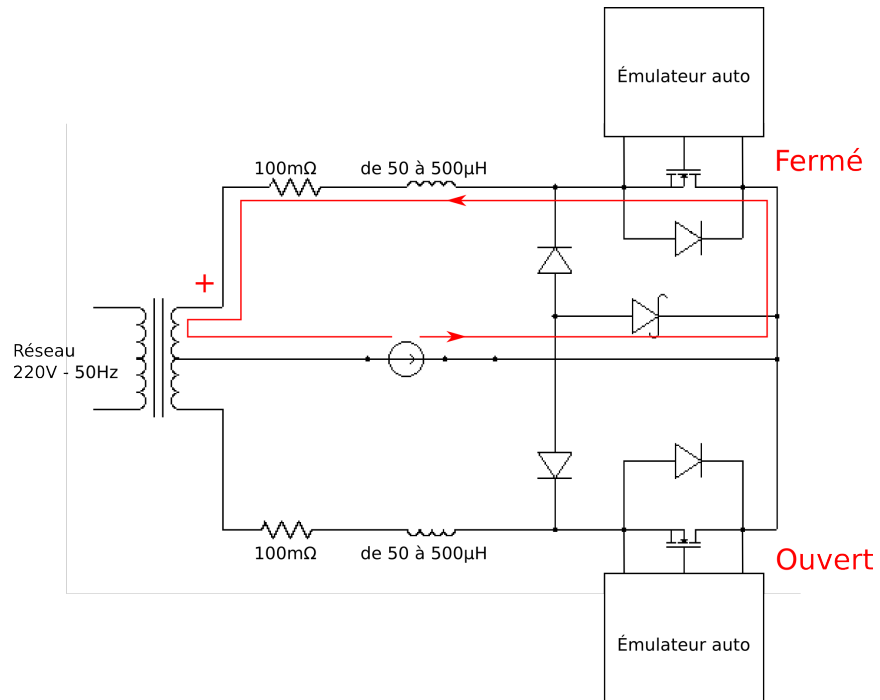 Émulateur auto
Fermé
100mΩ
de 50 à 500µH
+
Réseau
220V - 50Hz
100mΩ
de 50 à 500µH
Ouvert
Émulateur auto